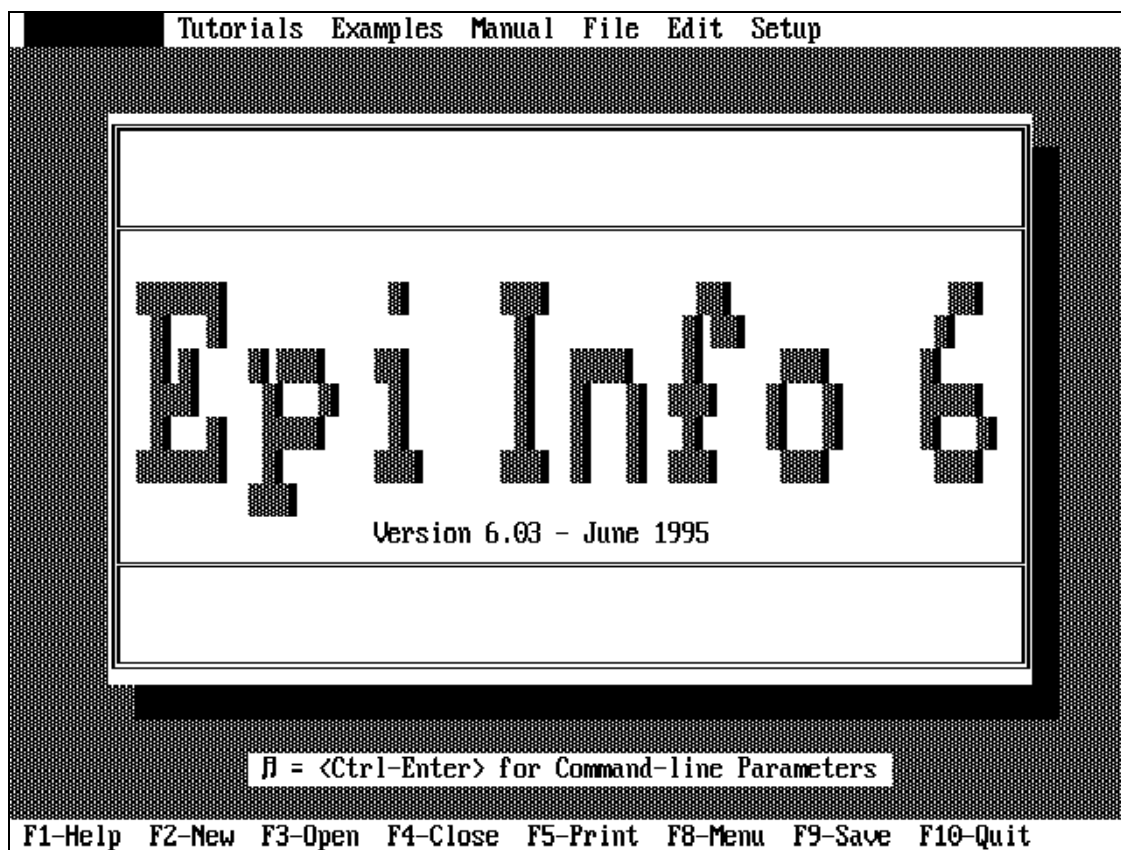 Tutorials Examples Manual File Edit Setup
Epi Info 6
Version 6.03 - June 1995
♬ = <Ctrl-Enter> for Command-line Parameters
F1-Help F2-New F3-Open F4-Close F5-Print F8-Menu F9-Save F10-Quit